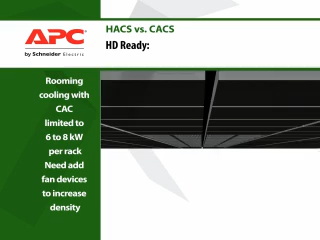 APC
by Schneider Electric
HACS vs. CACS
HD Ready:
Rooming
cooling with
CAC
limited to
6 to 8 kW
per rack
Need add
fan devices
to increase
density